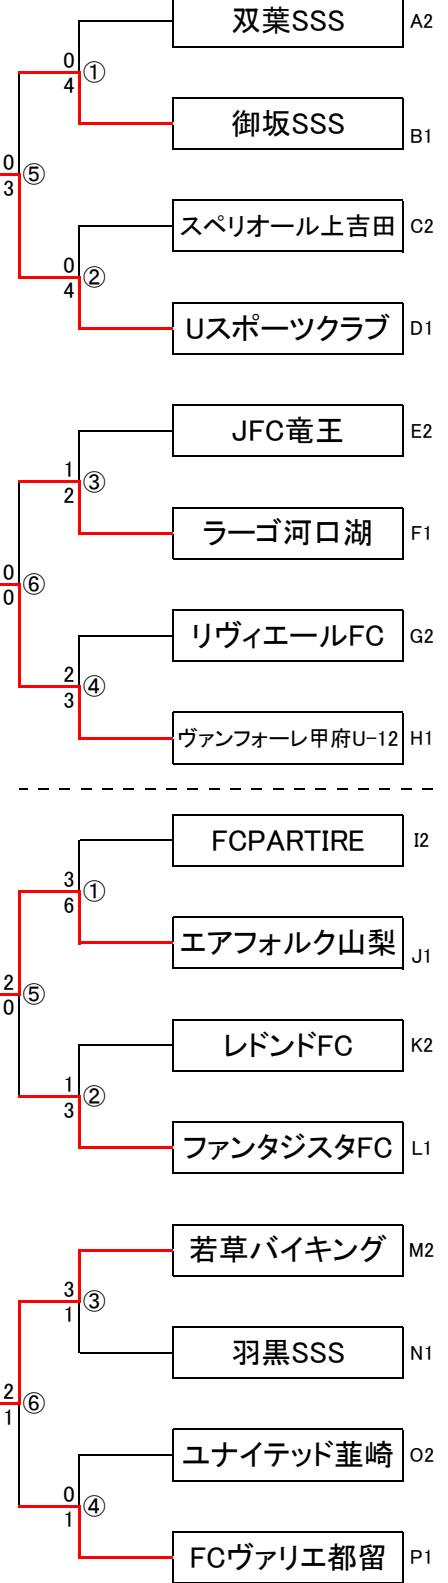 双葉SSS A2
0
4 ①
御坂SSS B1
0
3 ⑤
スペリオール上吉田 C2
0
4 ②
Uスポーツクラブ D1
JFC竜王 E2
1
2 ③
ラーゴ河口湖 F1
0
0 ⑥
リヴィエールFC G2
2
3 ④
ヴァンフォーレ甲府U-12 H1
FCPARTIRE I2
3
6 ①
エアフォルク山梨 J1
2
0 ⑤
レドンドFC K2
1
3 ②
ファンタジスタFC L1
若草バイキング M2
3
1 ③
羽黒SSS N1
2
1 ⑥
ユナイテッド韮崎 O2
0
1 ④
FCヴァリエ都留 P1